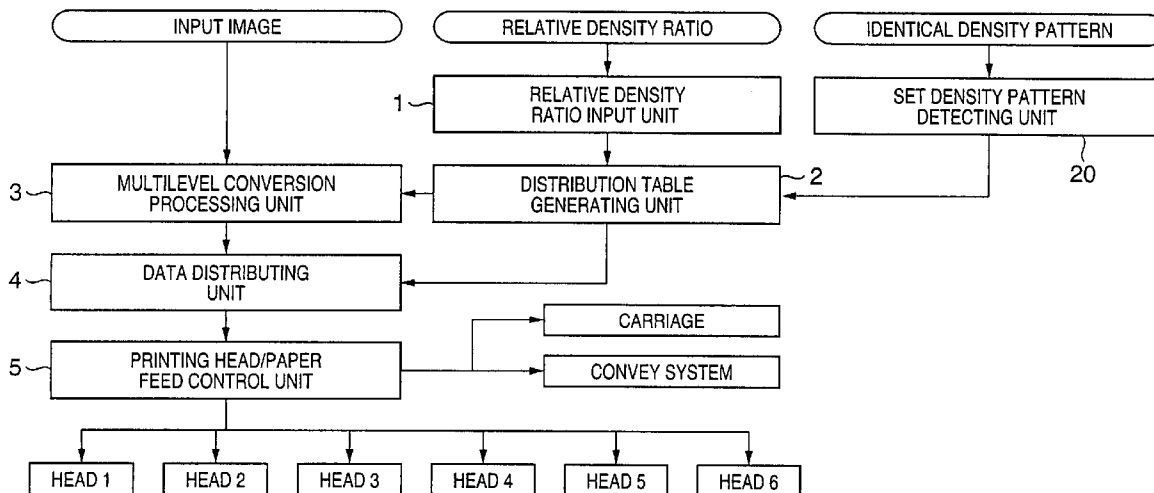 INPUT IMAGE
RELATIVE DENSITY RATIO
IDENTICAL DENSITY PATTERN
1
RELATIVE DENSITY
RATIO INPUT UNIT
SET DENSITY PATTERN
DETECTING UNIT
20
3
MULTILEVEL CONVERSION
PROCESSING UNIT
DISTRIBUTION TABLE
GENERATING UNIT
2
4
DATA DISTRIBUTING
UNIT
CARRIAGE
5
PRINTING HEAD/PAPER
FEED CONTROL UNIT
CONVEY SYSTEM
HEAD 1
HEAD 2
HEAD 3
HEAD 4
HEAD 5
HEAD 6